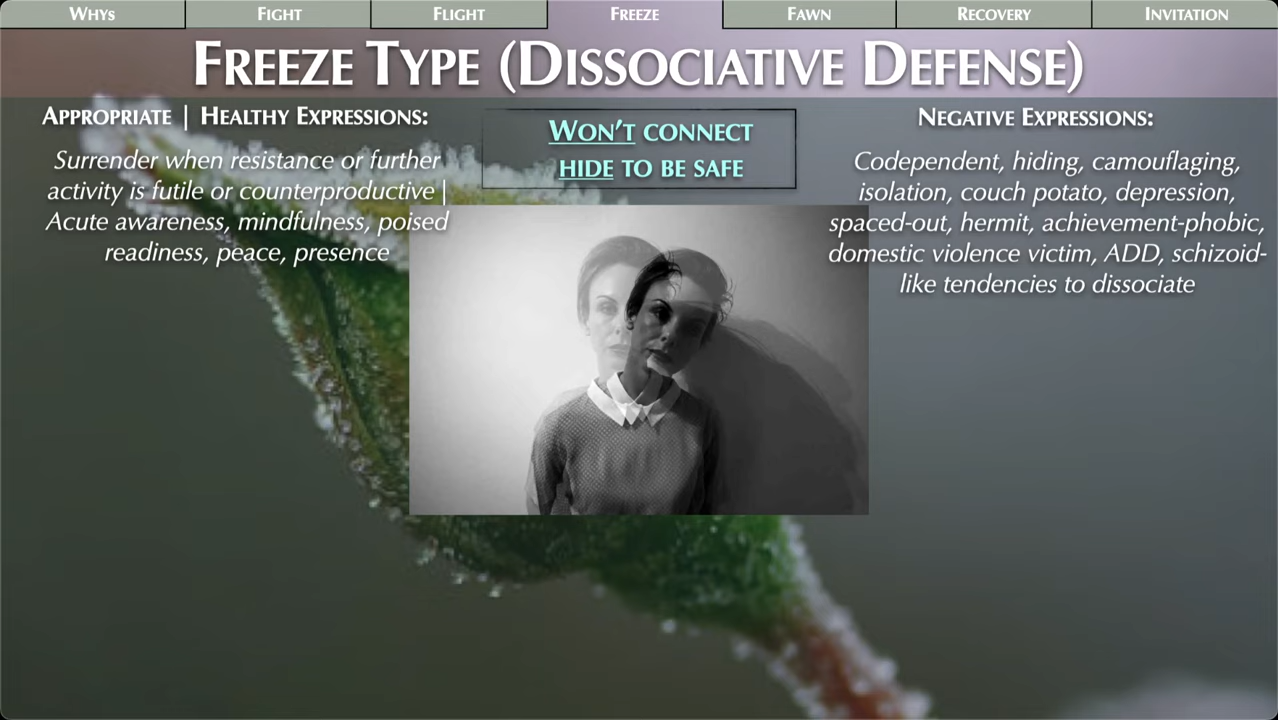 WHYS
FIGHT
FLIGHT
FREEZE
FAWN
RECOVERY
INVITATION
FREEZE TYPE (DISSOCIATIVE DEFENSE)
APPROPRIATE | HEALTHY EXPRESSIONS:
Surrender when resistance or further
activity is futile or counterproductive |
Acute awareness, mindfulness, poised
readiness, peace, presence
WON'T CONNECT
HIDE TO BE SAFE
NEGATIVE EXPRESSIONS:
Codependent, hiding, camouflaging,
isolation, couch potato, depression,
spaced-out, hermit, achievement-phobic,
domestic violence victim, ADD, schizoid-
like tendencies to dissociate